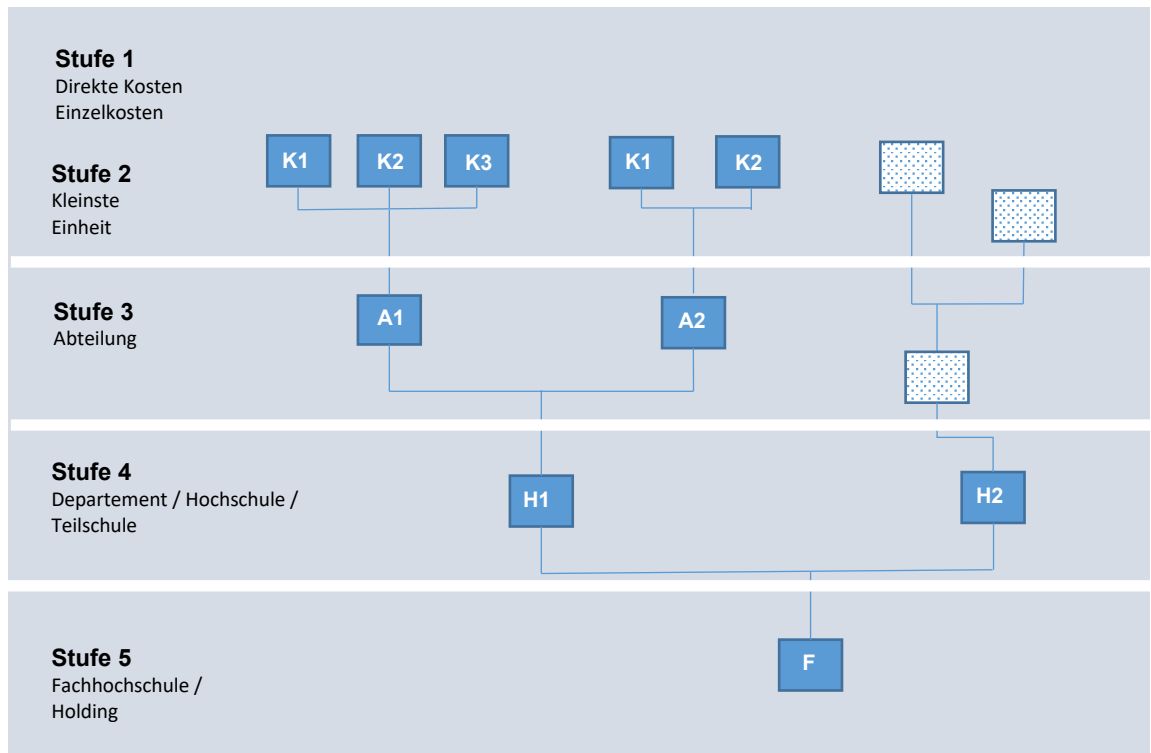 Stufe 1
Direkte Kosten
Einzelkosten
K1 K2 K3 K1 K2
Stufe 2
Kleinste
Einheit
Stufe 3
Abteilung
A1 A2
Stufe 4
Departement / Hochschule /
Teilschule
H1 H2
Stufe 5
Fachhochschule /
Holding
F